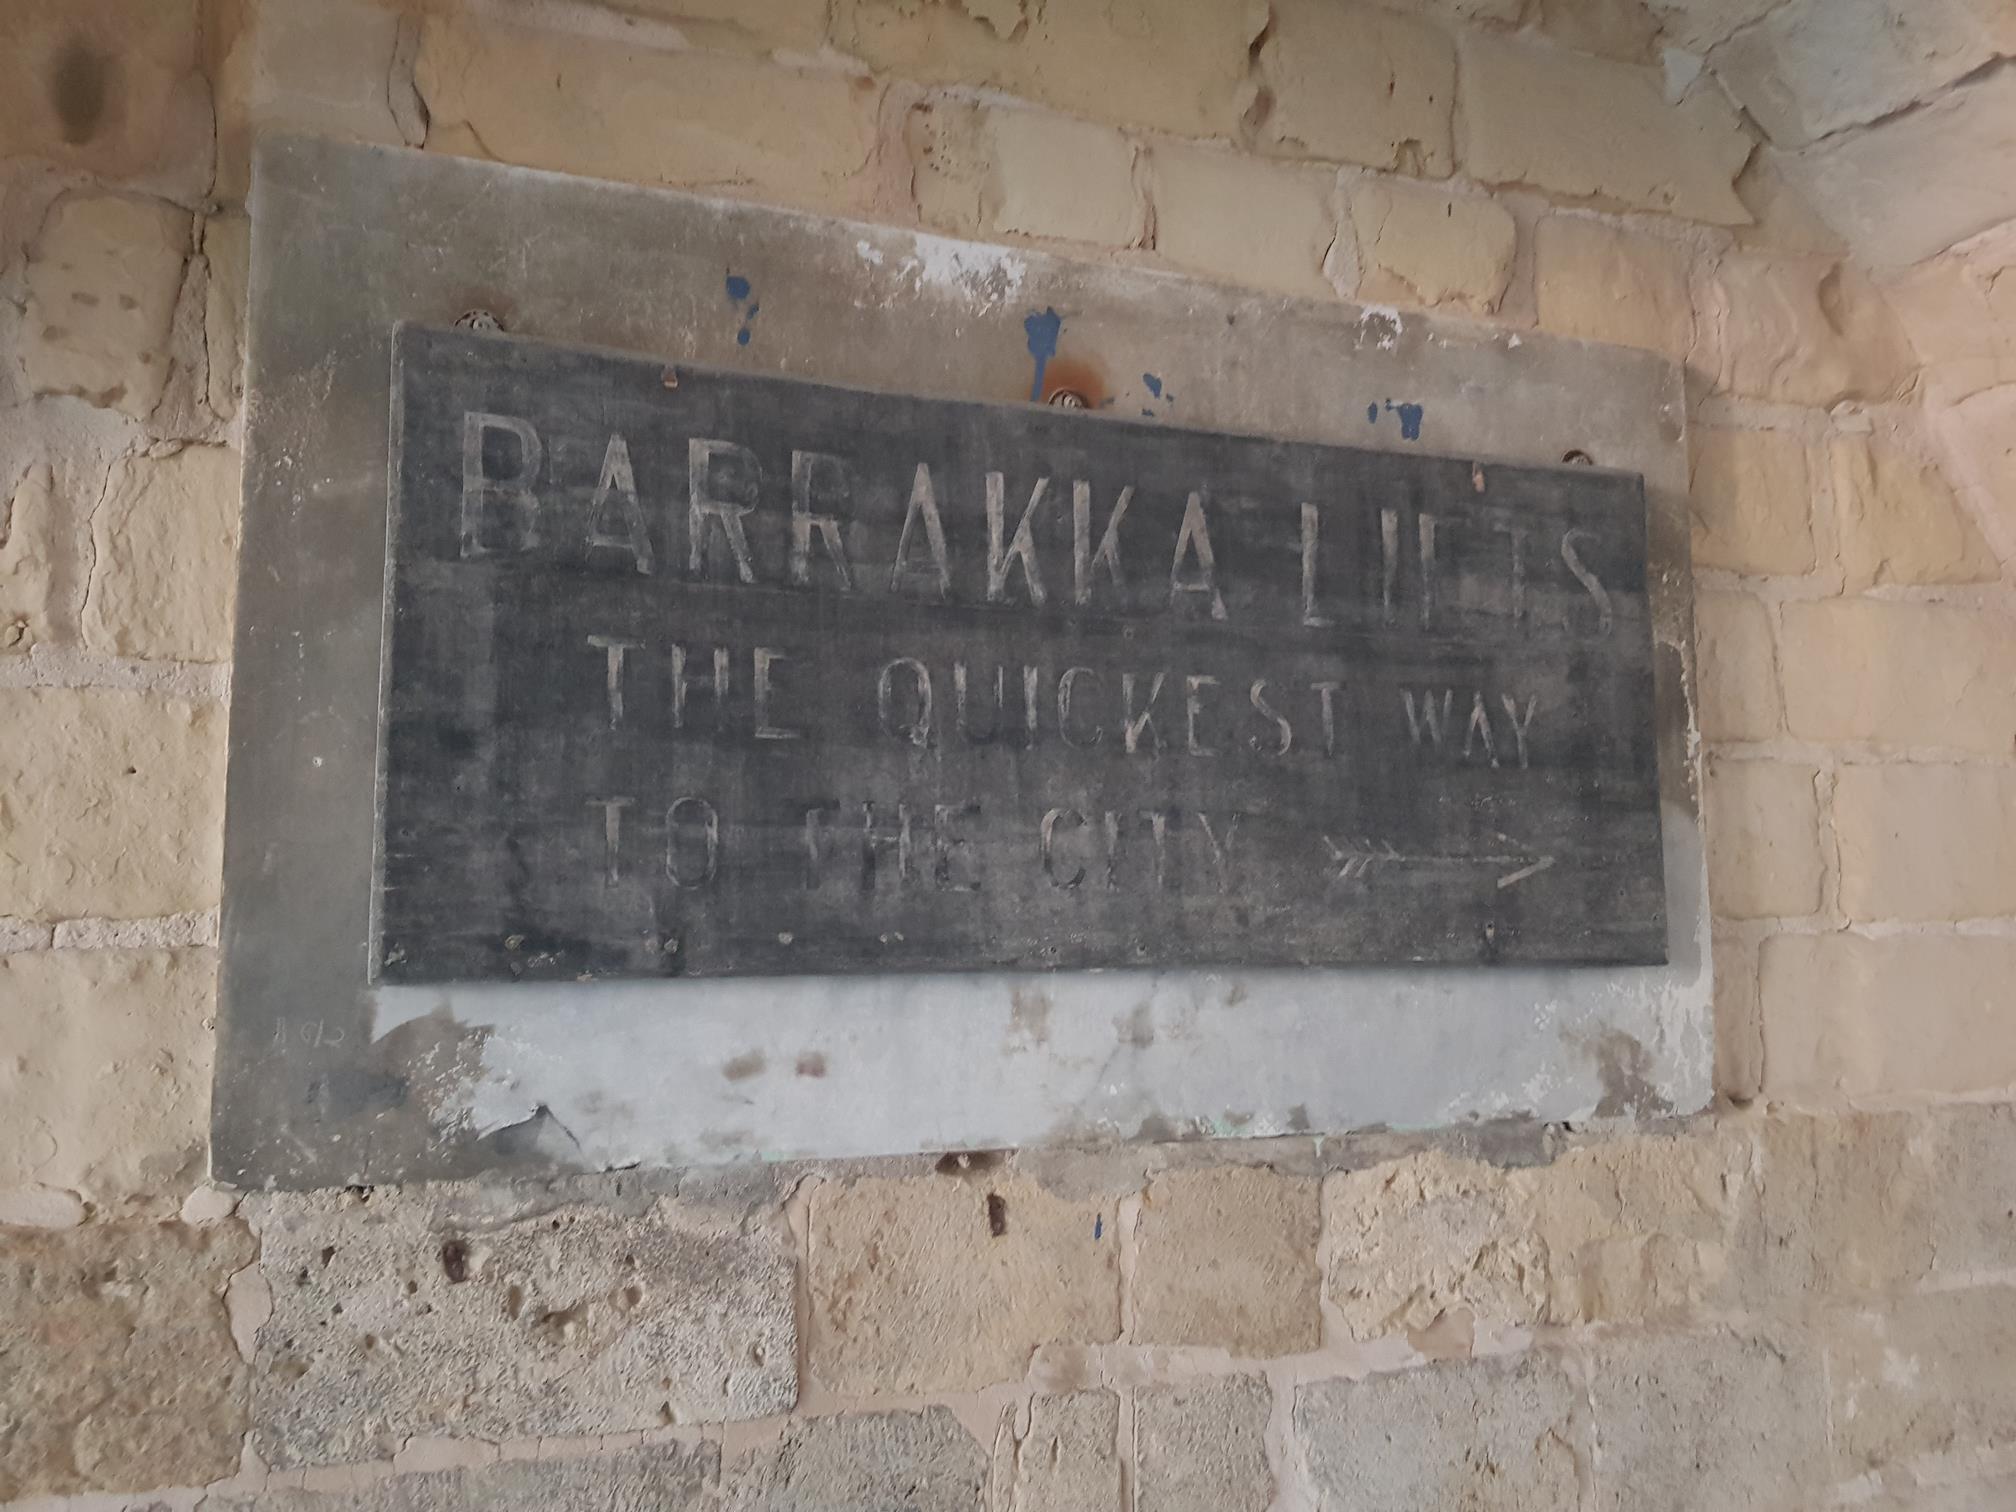 BARRAKKA LIFTS
THE QUICKEST WAY
TO THE CITY